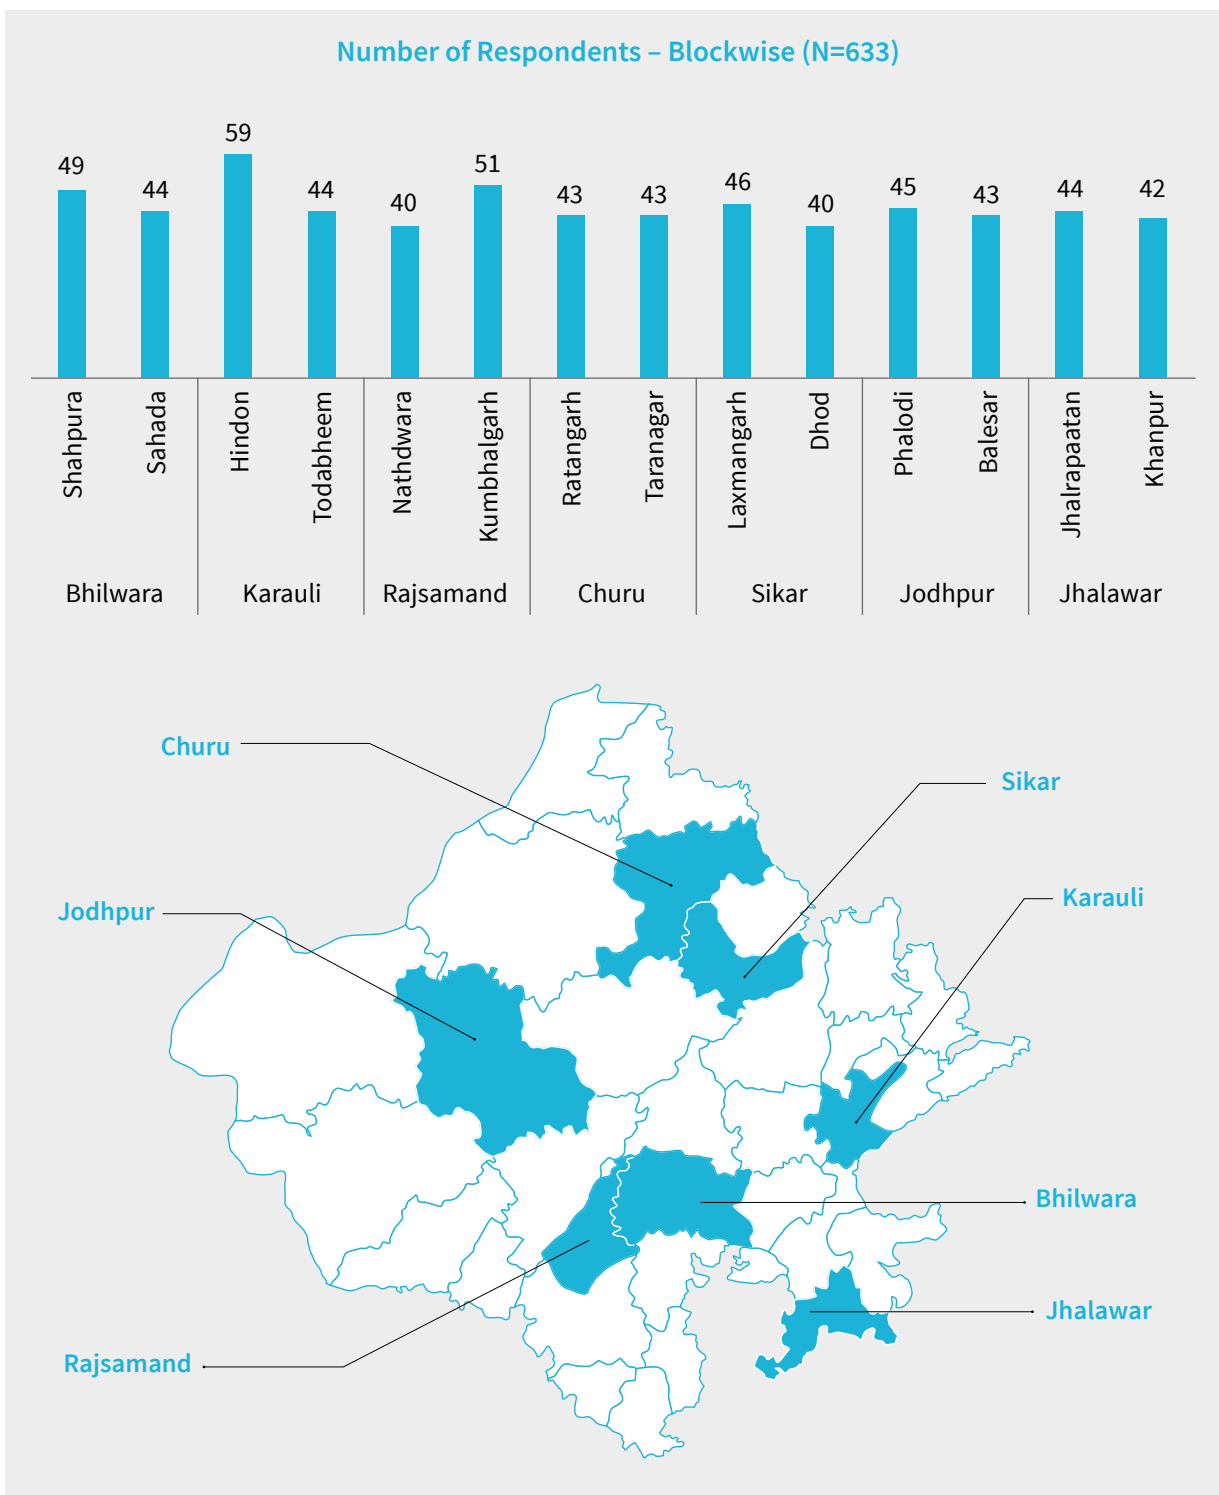 Number of Respondents – Blockwise (N=633)
49
44
59
44
40
51
43
43
46
40
45
43
44
42
Shahpura
Sahada
Hindon
Todabheem
Nathdwara
Kumbhalgarh
Ratangarh
Taranagar
Laxmangarh
Dhod
Phalodi
Balesar
Jhalrapaatan
Khanpur
Bhilwara
Karauli
Rajsamand
Churu
Sikar
Jodhpur
Jhalawar
Churu
Sikar
Karauli
Jodhpur
Bhilwara
Jhalawar
Rajsamand